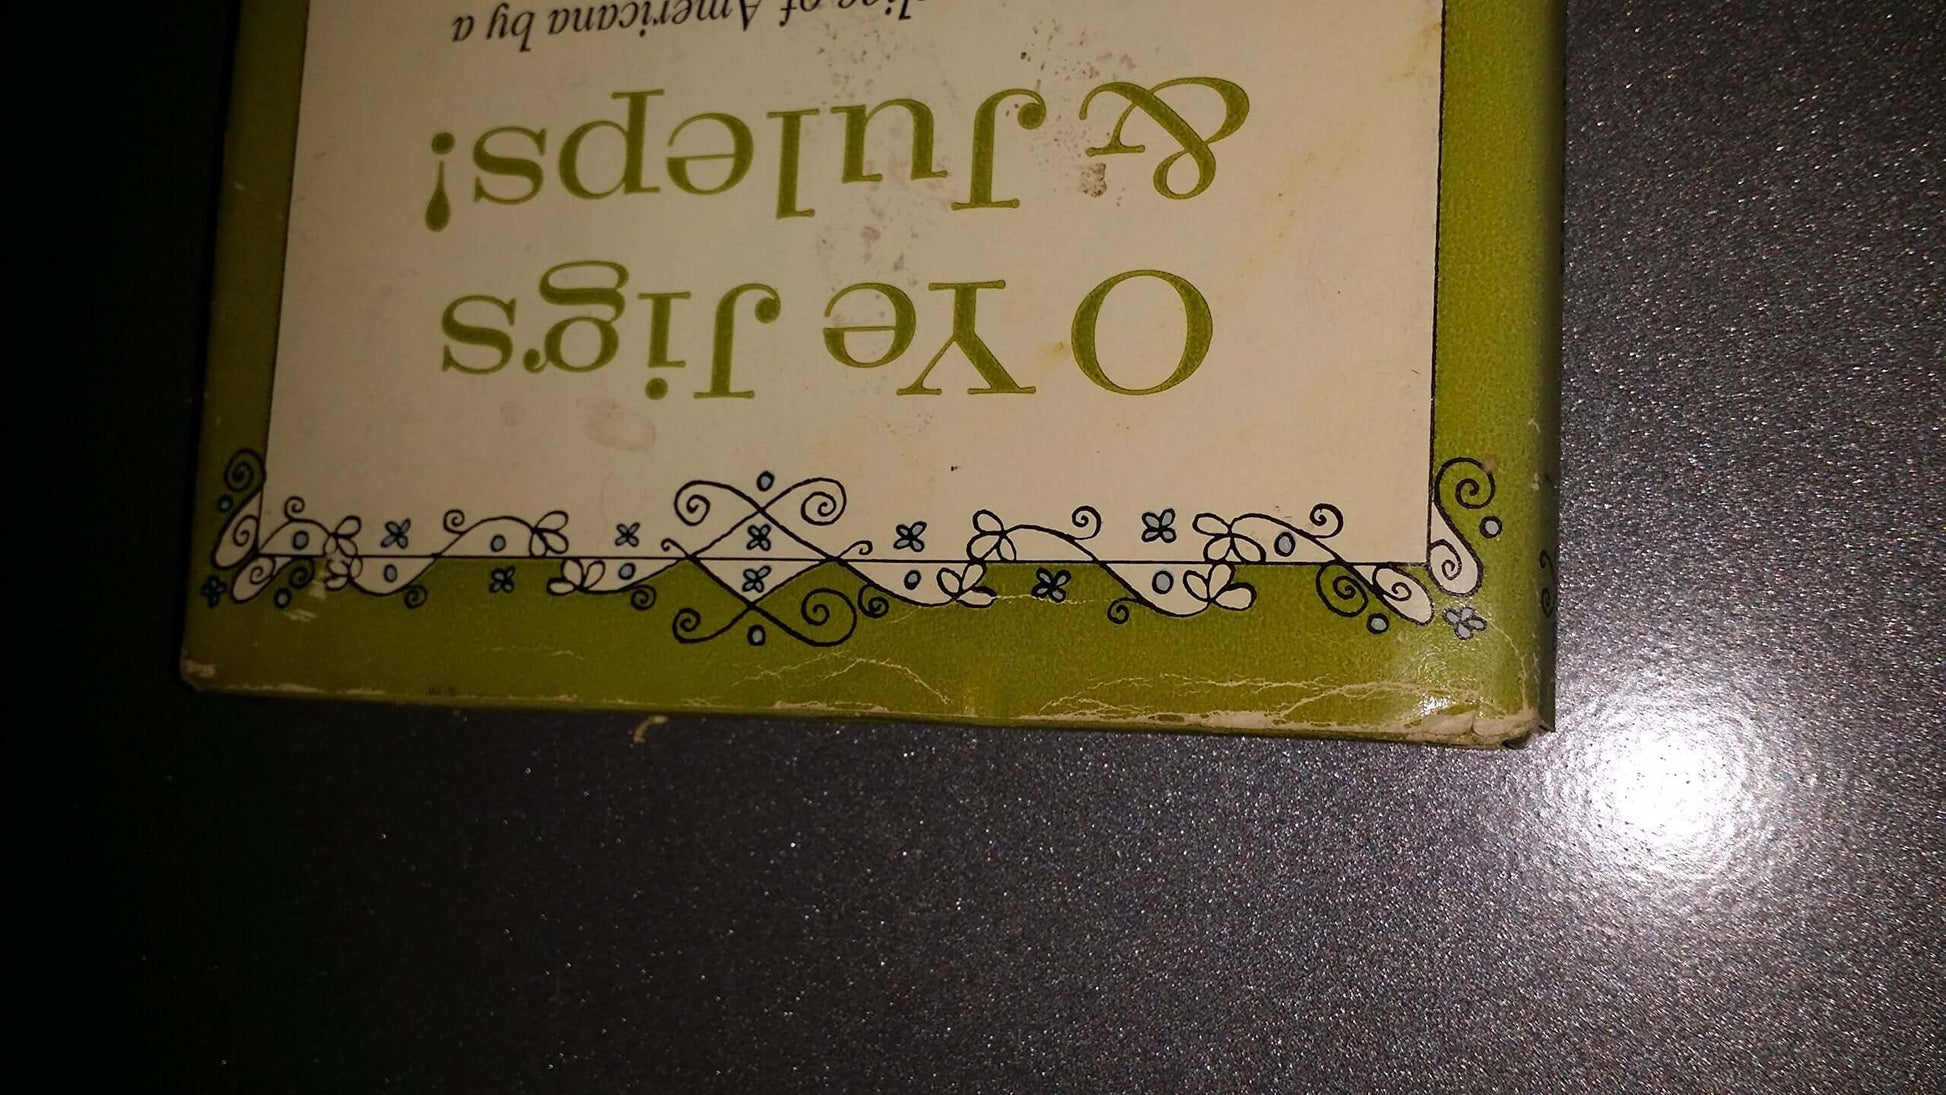 O Ye Jigs
& Juleps!
of Americana by a